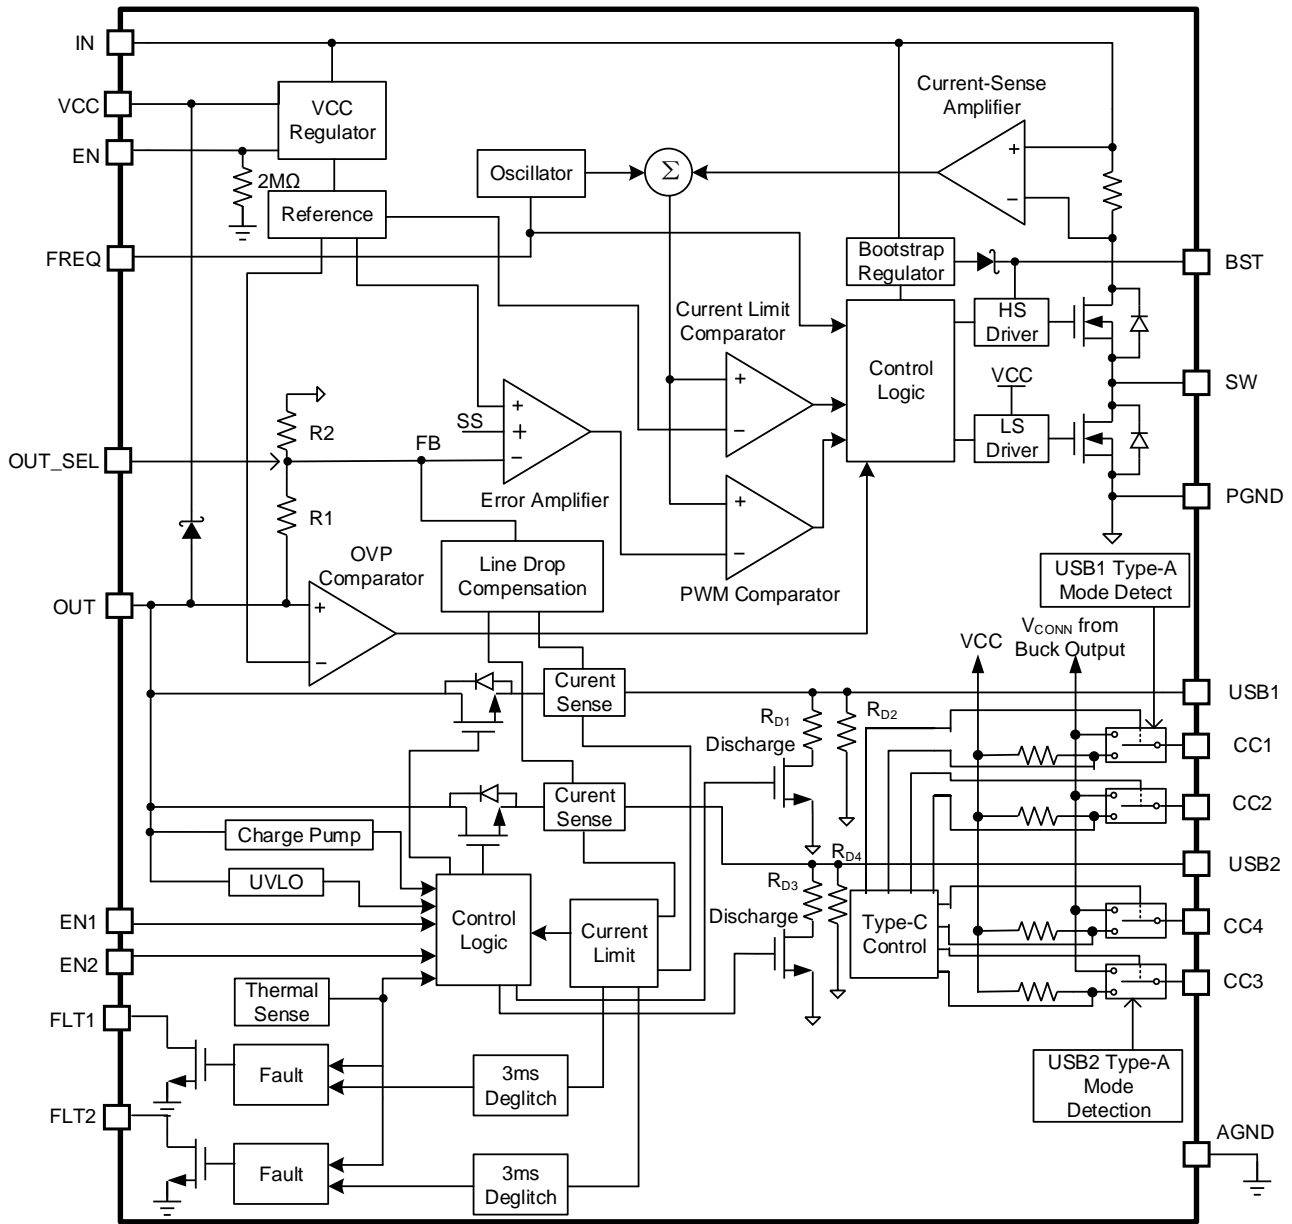 IN
VCC
EN
FREQ
OUT_SEL
OUT
EN1
EN2
FLT1
FLT2
BST
SW
PGND
USB1
CC1
CC2
USB2
CC4
CC3
AGND
VCC
Regulator
2MΩ
Reference
Oscillator
Σ
Current-Sense
Amplifier
+
−
Bootstrap
Regulator
HS
Driver
Current Limit
Comparator
+
−
Control
Logic
VCC
LS
Driver
R2
R1
FB
SS
+
+
−
Error Amplifier
+
−
PWM Comparator
OVP
Comparator
+
−
Line Drop
Compensation
USB1 Type-A
Mode Detect
VCC
VCONN from
Buck Output
Curent
Sense
RD1
RD2
Discharge
Curent
Sense
Charge Pump
UVLO
Control
Logic
Current
Limit
RD3
RD4
Discharge
Type-C
Control
Thermal
Sense
Fault
3ms
Deglitch
USB2 Type-A
Mode
Detection
Fault
3ms
Deglitch